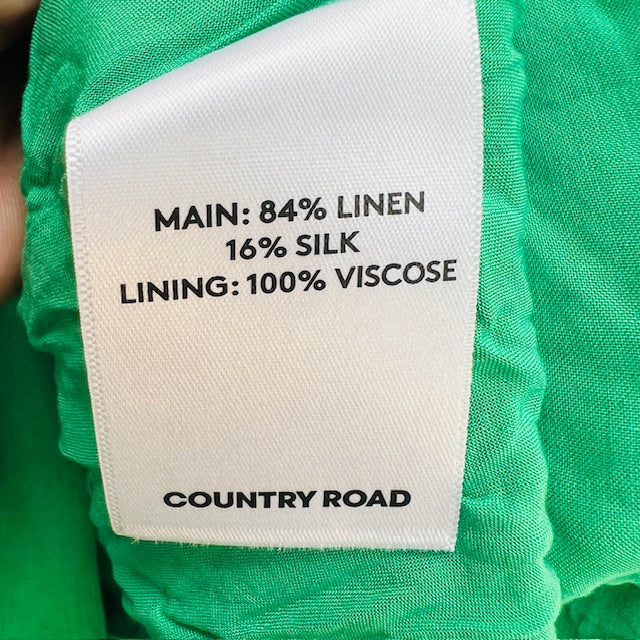 MAIN: 84% LINEN
16% SILK
LINING: 100% VISCOSE
COUNTRY ROAD